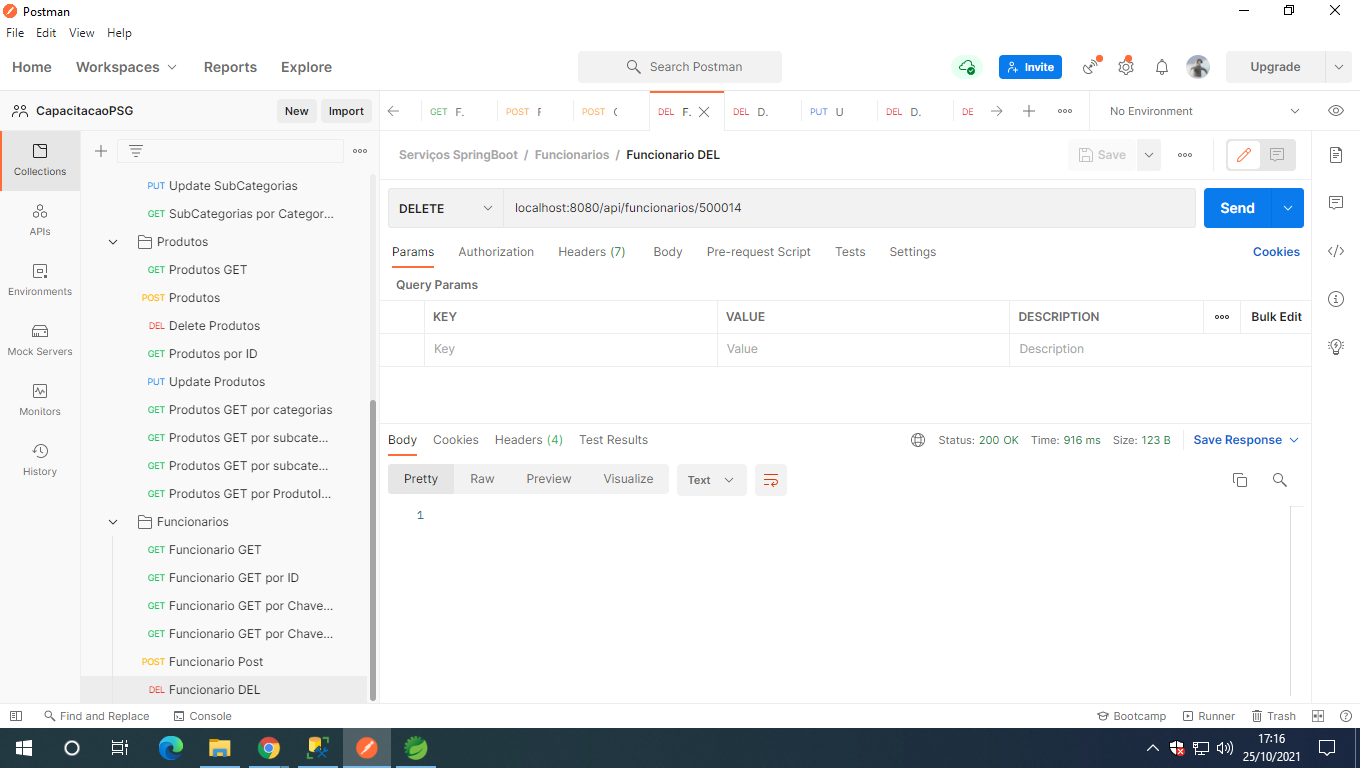 Postman
File Edit View Help
Home Workspaces Reports Explore Search Postman Invite Upgrade
CapacitacaoPSG New Import GET F. POST F POST DEL F. DEL D. PUT U DEL D. DE No Environment
Serviços SpringBoot / Funcionarios / Funcionario DEL Save
Collections
APIs
Environments
Mock Servers
Monitors
History
PUT Update SubCategorias
GET SubCategorias por Categor...
Produtos
GET Produtos GET
POST Produtos
DEL Delete Produtos
GET Produtos por ID
PUT Update Produtos
GET Produtos GET por categorias
GET Produtos GET por subcate...
GET Produtos GET por subcate...
GET Produtos GET por ProdutoI...
Funcionarios
GET Funcionario GET
GET Funcionario GET por ID
GET Funcionario GET por Chave...
GET Funcionario GET por Chave...
POST Funcionario Post
DEL Funcionario DEL
DELETE localhost:8080/api/funcionarios/500014 Send
Params Authorization Headers (7) Body Pre-request Script Tests Settings Cookies
Query Params
KEY VALUE DESCRIPTION Bulk Edit
Key Value Description
Body Cookies Headers (4) Test Results Status: 200 OK Time: 916 ms Size: 123 B Save Response
Pretty Raw Preview Visualize Text
1
Find and Replace Console Bootcamp Runner Trash
17:16
25/10/2021